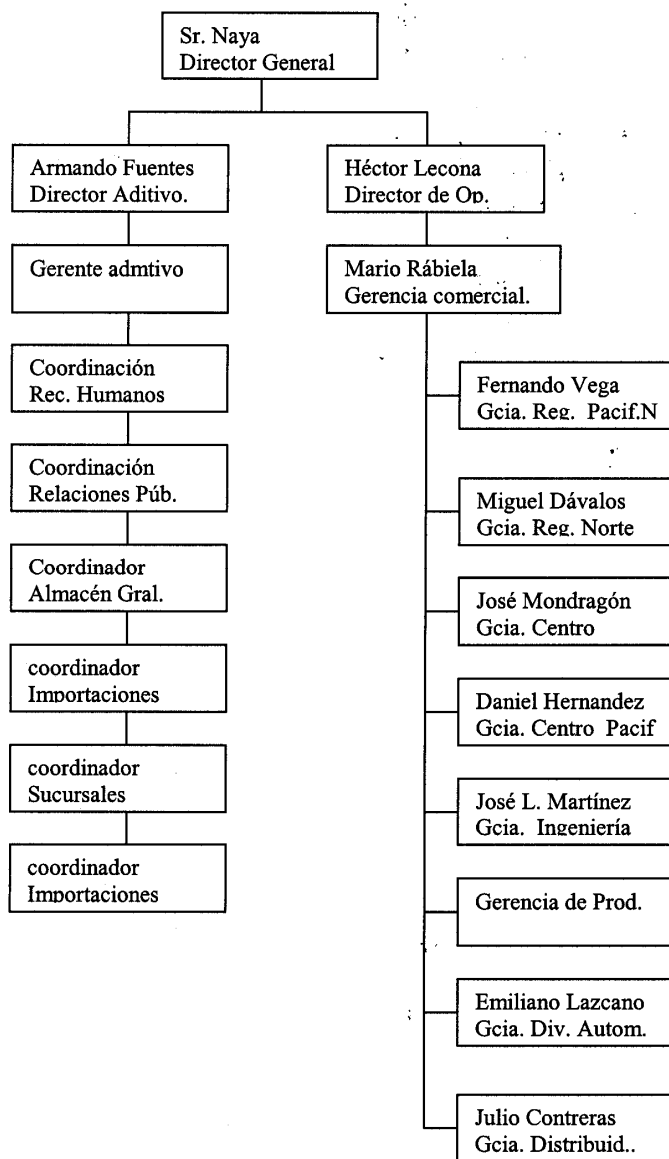 Sr. Naya
Director General
Armando Fuentes
Director Aditivo.
Héctor Lecona
Director de Op.
Gerente admtivo
Mario Rábiela
Gerencia comercial.
Coordinación
Rec. Humanos
Coordinación
Relaciones Púb.
Coordinador
Almacén Gral.
coordinador
Importaciones
coordinador
Sucursales
coordinador
Importaciones
Fernando Vega
Gcia. Reg. Pacif.N
Miguel Dávalos
Gcia. Reg. Norte
José Mondragón
Gcia. Centro
Daniel Hernandez
Gcia. Centro Pacif
José L. Martínez
Gcia. Ingeniería
Gerencia de Prod.
Emiliano Lazcano
Gcia. Div. Autom.
Julio Contreras
Gcia. Distribuid..